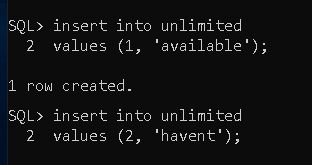 SQL> insert into unlimited
2 values (1, 'available');
1 row created.
SQL> insert into unlimited
2 values (2, 'havent');